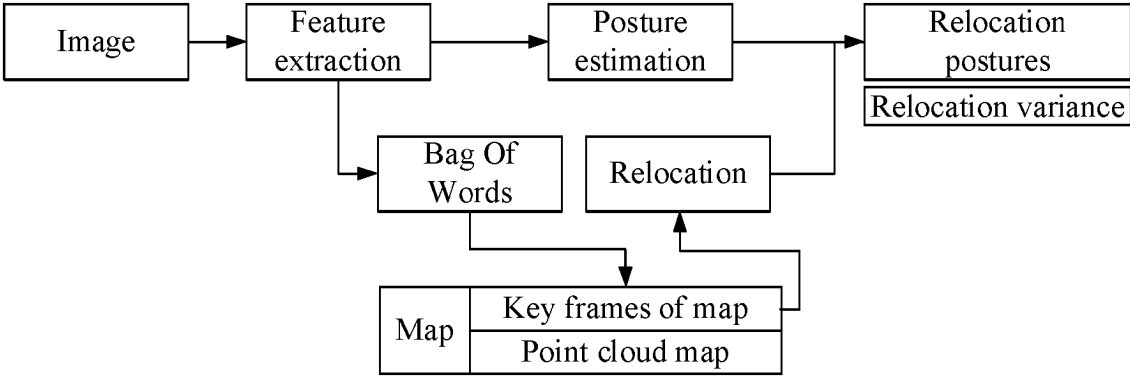 Image
Feature
extraction
Posture
estimation
Relocation
postures
Relocation variance
Bag Of
Words
Relocation
Map
Key frames of map
Point cloud map